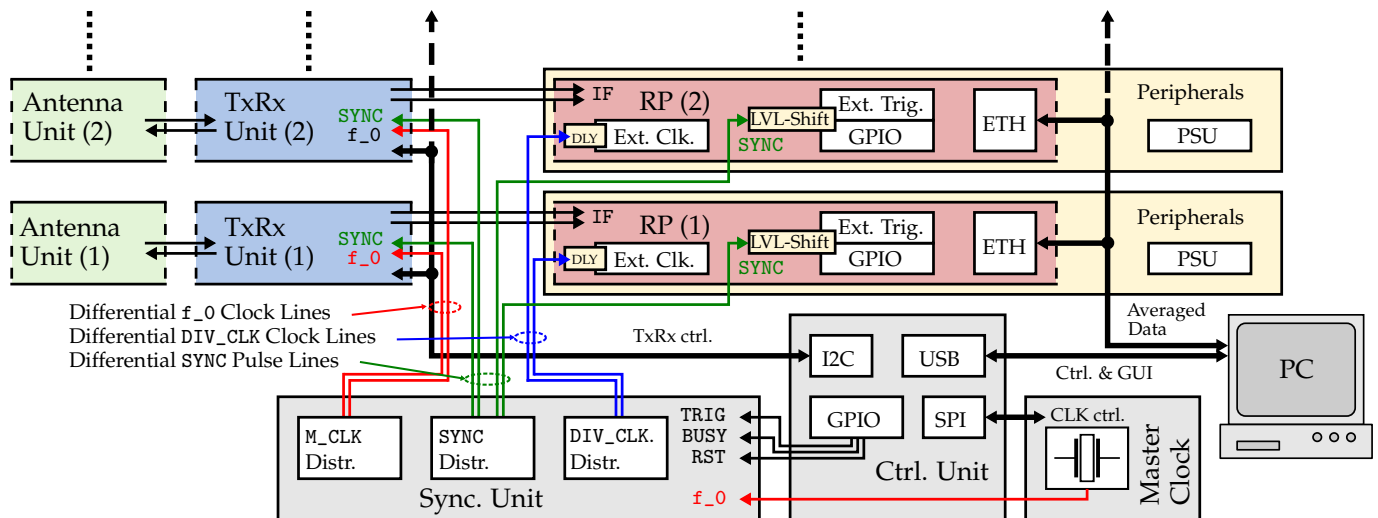 Antenna
Unit (2)
TxRx
Unit (2)
SYNC
f_0
IF
RP (2)
DLY
Ext. Clk.
LVL-Shift
SYNC
Ext. Trig.
GPIO
ETH
Peripherals
PSU
Antenna
Unit (1)
TxRx
Unit (1)
SYNC
f_0
IF
RP (1)
DLY
Ext. Clk.
LVL-Shift
SYNC
Ext. Trig.
GPIO
ETH
Peripherals
PSU
Differential f_0 Clock Lines
Differential DIV_CLK Clock Lines
Differential SYNC Pulse Lines
TxRx ctrl.
I2C
USB
GPIO
SPI
Ctrl. Unit
Averaged
Data
Ctrl. & GUI
PC
M_CLK
Distr.
SYNC
Distr.
DIV_CLK.
Distr.
TRIG
BUSY
RST
f_0
Sync. Unit
CLK ctrl.
Master
Clock